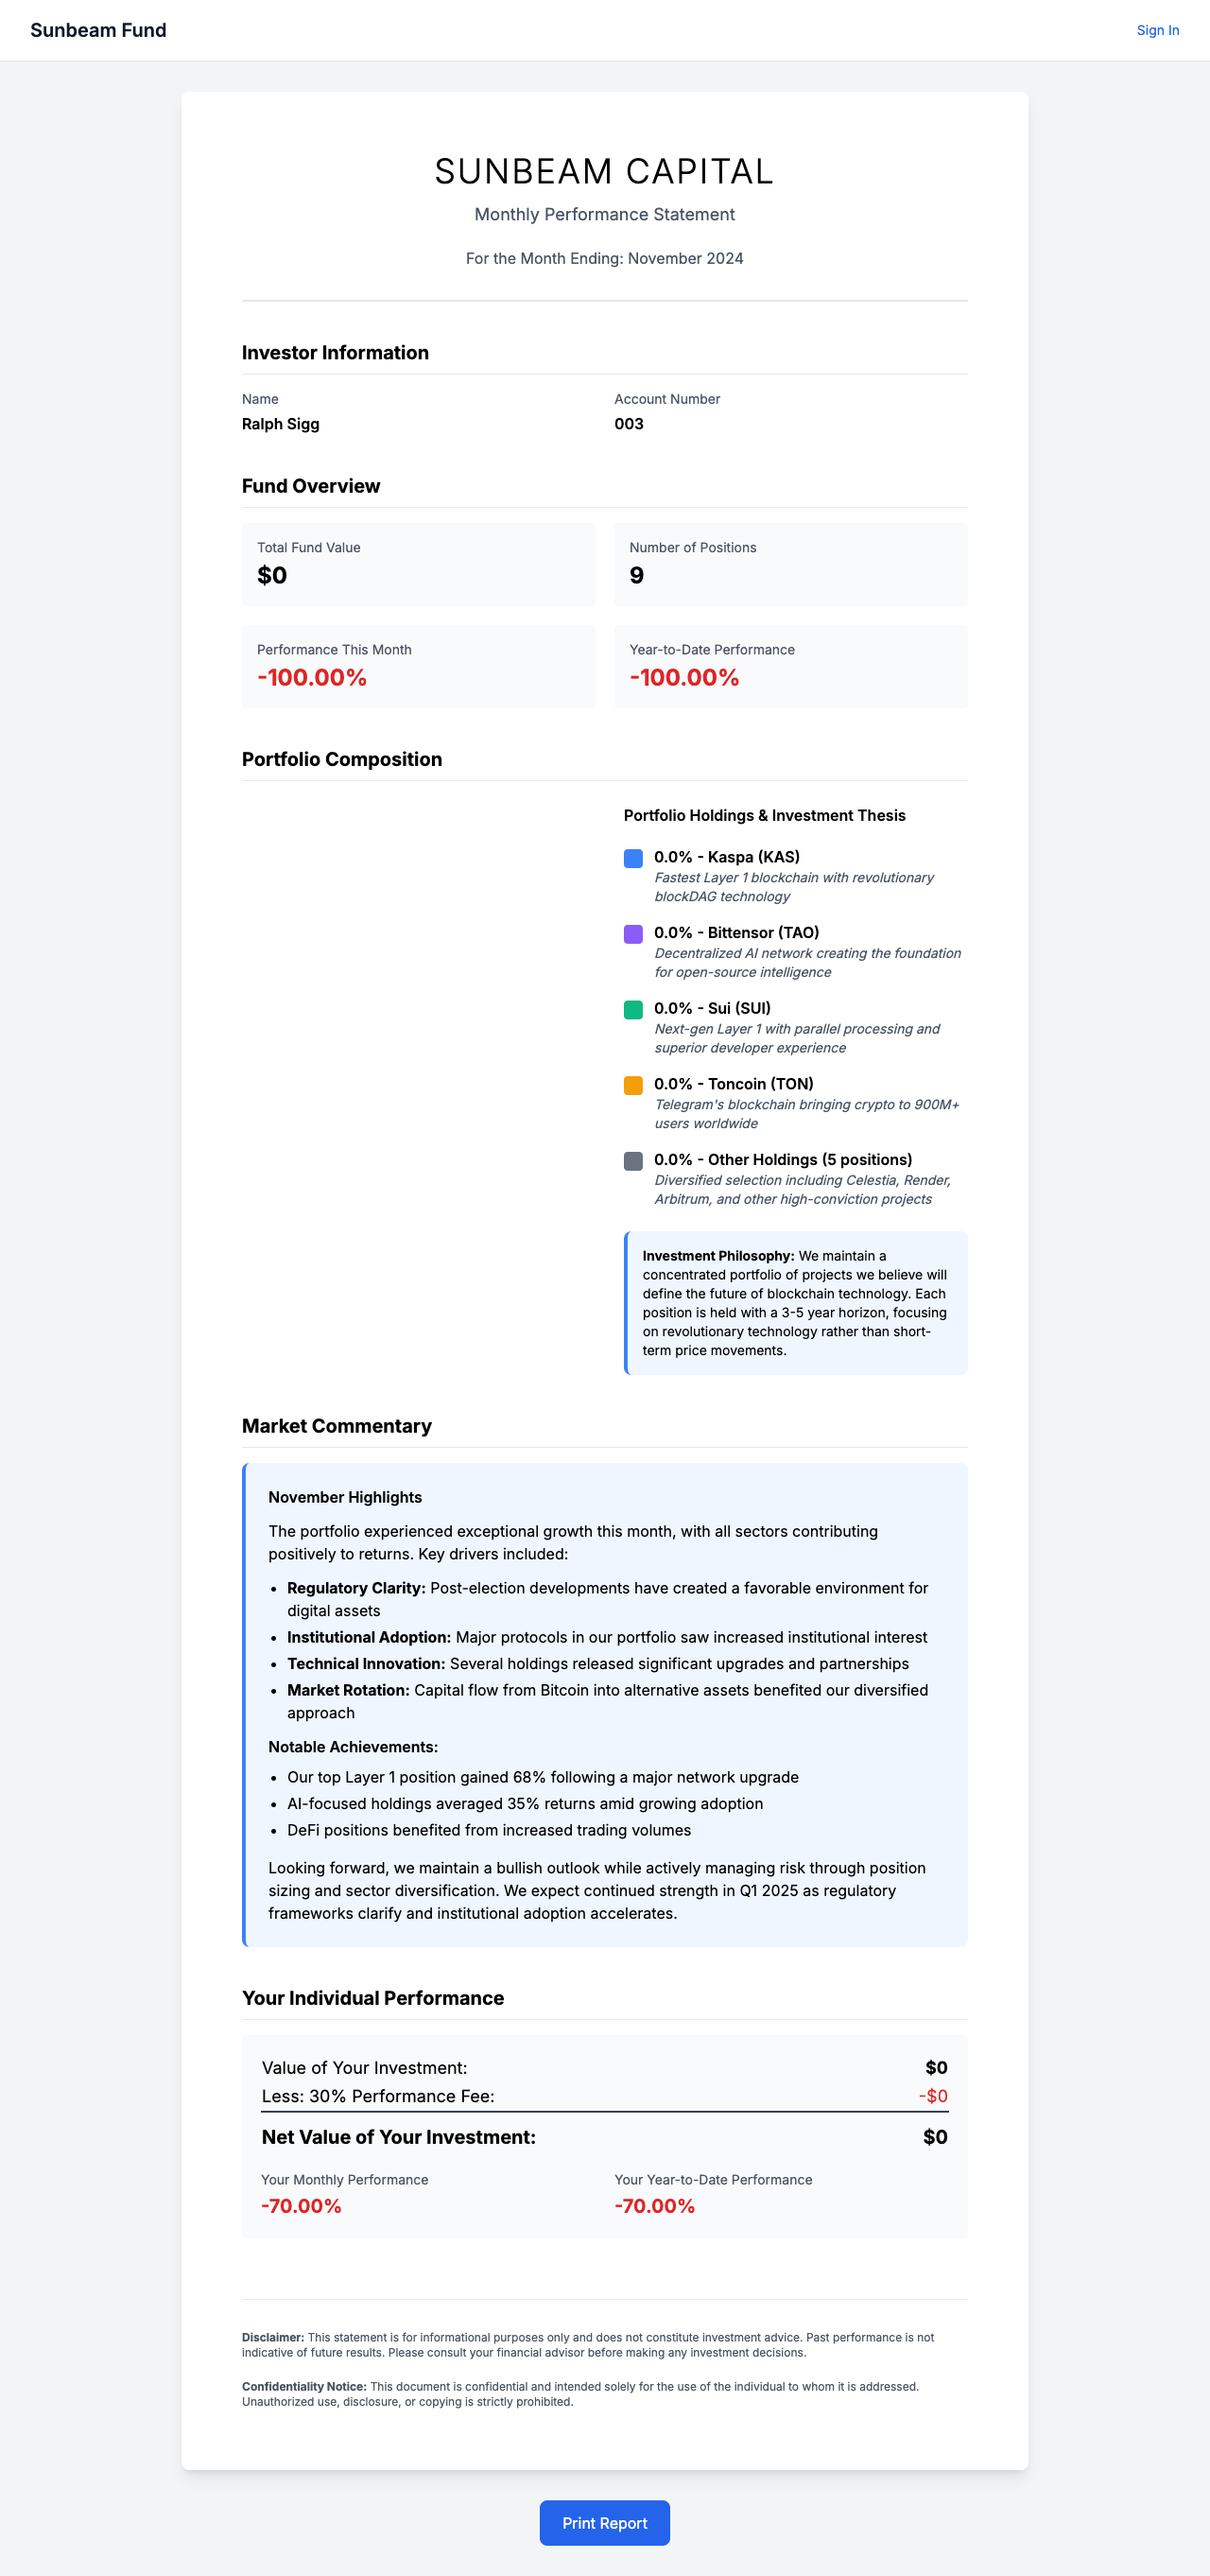 Sunbeam Fund
Sign In
SUNBEAM CAPITAL
Monthly Performance Statement
For the Month Ending: November 2024
Investor Information
Name
Ralph Sigg
Account Number
003
Fund Overview
Total Fund Value
$0
Number of Positions
9
Performance This Month
-100.00%
Year-to-Date Performance
-100.00%
Portfolio Composition
Portfolio Holdings & Investment Thesis
0.0% - Kaspa (KAS)
Fastest Layer 1 blockchain with revolutionary
blockDAG technology
0.0% - Bittensor (TAO)
Decentralized AI network creating the foundation
for open-source intelligence
0.0% - Sui (SUI)
Next-gen Layer 1 with parallel processing and
superior developer experience
0.0% - Toncoin (TON)
Telegram's blockchain bringing crypto to 900M+
users worldwide
0.0% - Other Holdings (5 positions)
Diversified selection including Celestia, Render,
Arbitrum, and other high-conviction projects
Investment Philosophy: We maintain a
concentrated portfolio of projects we believe will
define the future of blockchain technology. Each
position is held with a 3-5 year horizon, focusing
on revolutionary technology rather than short-
term price movements.
Market Commentary
November Highlights
The portfolio experienced exceptional growth this month, with all sectors contributing
positively to returns. Key drivers included:
• Regulatory Clarity: Post-election developments have created a favorable environment for
digital assets
• Institutional Adoption: Major protocols in our portfolio saw increased institutional interest
• Technical Innovation: Several holdings released significant upgrades and partnerships
• Market Rotation: Capital flow from Bitcoin into alternative assets benefited our diversified
approach
Notable Achievements:
• Our top Layer 1 position gained 68% following a major network upgrade
• AI-focused holdings averaged 35% returns amid growing adoption
• DeFi positions benefited from increased trading volumes
Looking forward, we maintain a bullish outlook while actively managing risk through position
sizing and sector diversification. We expect continued strength in Q1 2025 as regulatory
frameworks clarify and institutional adoption accelerates.
Your Individual Performance
Value of Your Investment: $0
Less: 30% Performance Fee: -$0
Net Value of Your Investment: $0
Your Monthly Performance
-70.00%
Your Year-to-Date Performance
-70.00%
Disclaimer: This statement is for informational purposes only and does not constitute investment advice. Past performance is not
indicative of future results. Please consult your financial advisor before making any investment decisions.
Confidentiality Notice: This document is confidential and intended solely for the use of the individual to whom it is addressed.
Unauthorized use, disclosure, or copying is strictly prohibited.
Print Report